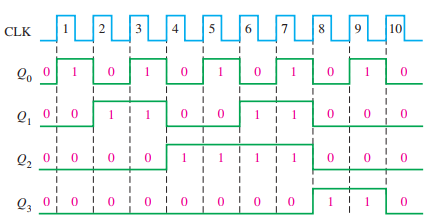 CLK 1 2 3 4 5 6 7 8 9 10
Q0 0 1 0 1 0 1 0 1 0 1 0
Q1 0 0 1 1 0 0 1 1 0 0 0
Q2 0 0 0 0 1 1 1 1 0 0 0
Q3 0 0 0 0 0 0 0 0 1 1 0